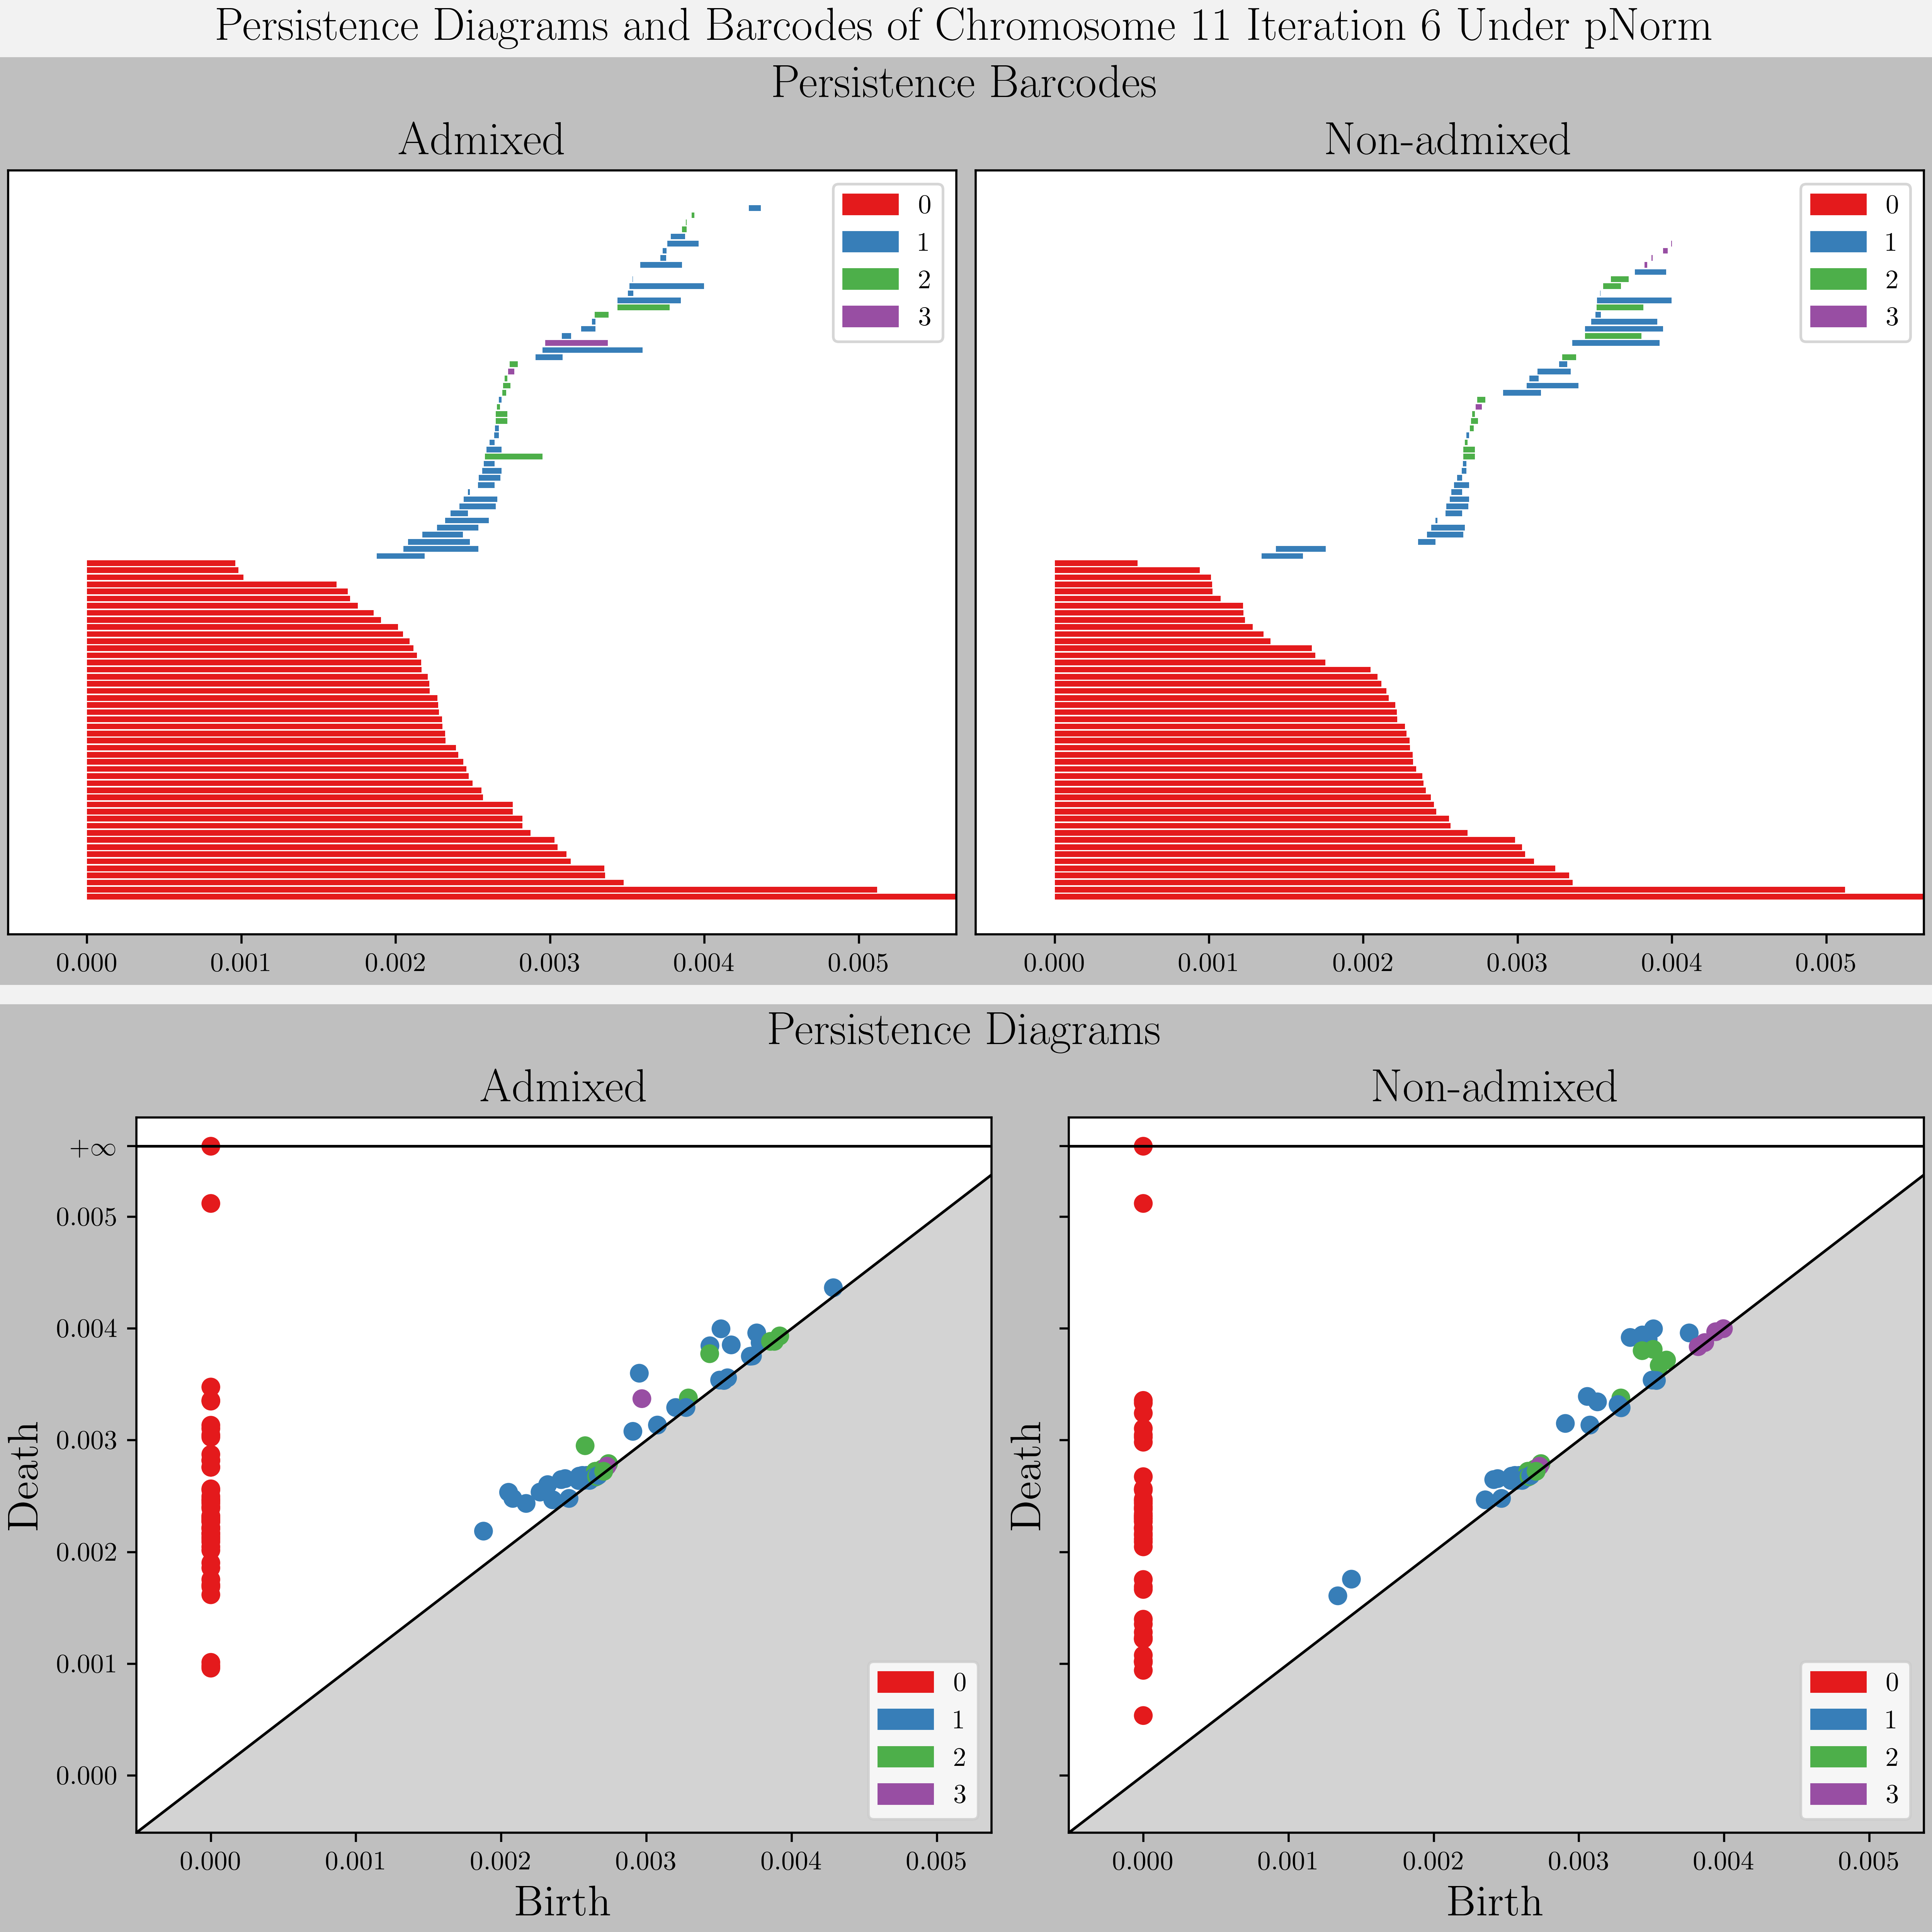 Persistence Diagrams and Barcodes of Chromosome 11 Iteration 6 Under pNorm
Persistence Barcodes
Admixed
Non-admixed
0
1
2
3
0
1
2
3
0.000 0.001 0.002 0.003 0.004 0.005
0.000 0.001 0.002 0.003 0.004 0.005
Persistence Diagrams
Admixed
Non-admixed
+∞
0.005
0.004
0.003
0.002
0.001
0.000
Death
Death
0
1
2
3
0
1
2
3
0.000 0.001 0.002 0.003 0.004 0.005
0.000 0.001 0.002 0.003 0.004 0.005
Birth
Birth